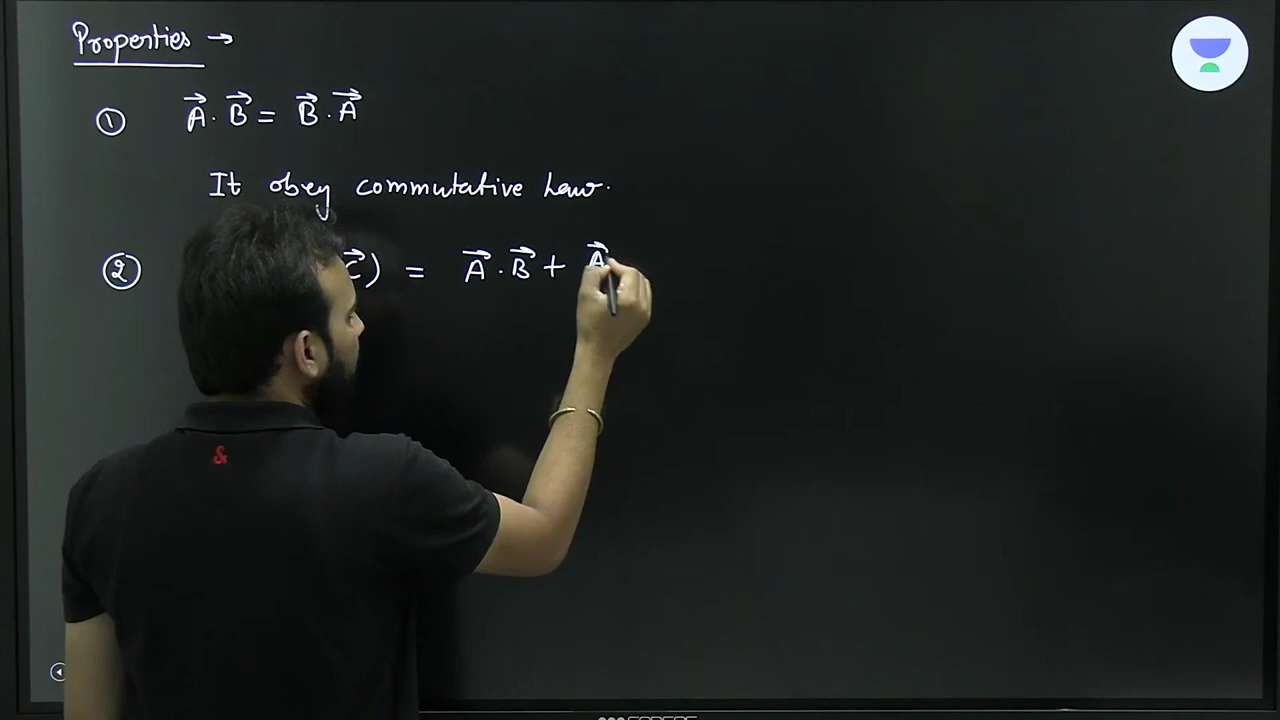 Properties →
① A⃗ · B⃗ = B⃗ · A⃗
It obey commutative Law.
② C⃗) = A⃗ · B⃗ + A⃗
&